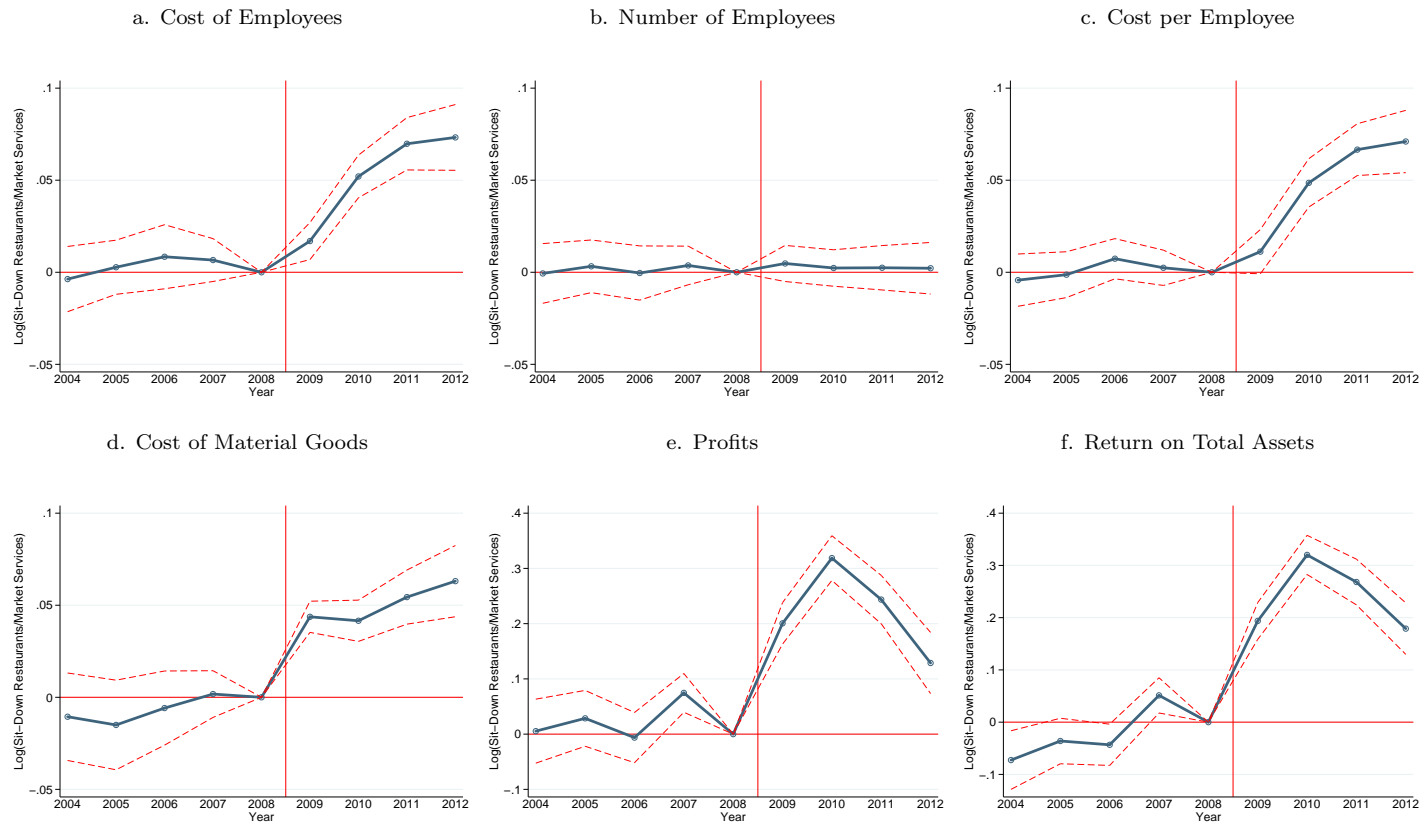 a. Cost of Employees
Log(Sit−Down Restaurants/Market Services)
.1
.05
0
−.05
2004 2005 2006 2007 2008 2009 2010 2011 2012
Year
b. Number of Employees
Log(Sit−Down Restaurants/Market Services)
.1
.05
0
−.05
2004 2005 2006 2007 2008 2009 2010 2011 2012
Year
c. Cost per Employee
Log(Sit−Down Restaurants/Market Services)
.1
.05
0
−.05
2004 2005 2006 2007 2008 2009 2010 2011 2012
Year
d. Cost of Material Goods
Log(Sit−Down Restaurants/Market Services)
.1
.05
0
−.05
2004 2005 2006 2007 2008 2009 2010 2011 2012
Year
e. Profits
Log(Sit−Down Restaurants/Market Services)
.4
.3
.2
.1
0
−.1
2004 2005 2006 2007 2008 2009 2010 2011 2012
Year
f. Return on Total Assets
Log(Sit−Down Restaurants/Market Services)
.4
.3
.2
.1
0
−.1
2004 2005 2006 2007 2008 2009 2010 2011 2012
Year